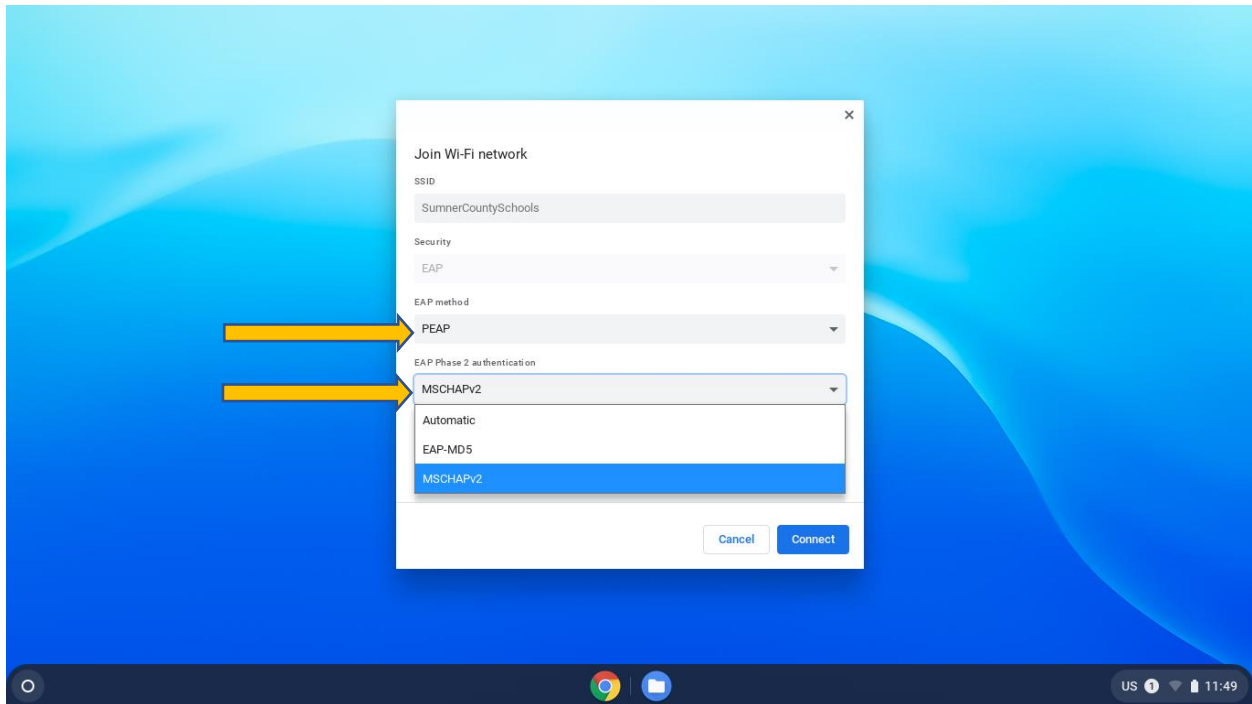 Join Wi-Fi network
SSID
SumnerCountySchools
Security
EAP
EAP method
PEAP
EAP Phase 2 authentication
MSCHAPv2
Automatic
EAP-MD5
MSCHAPv2
Cancel Connect
US 1 11:49